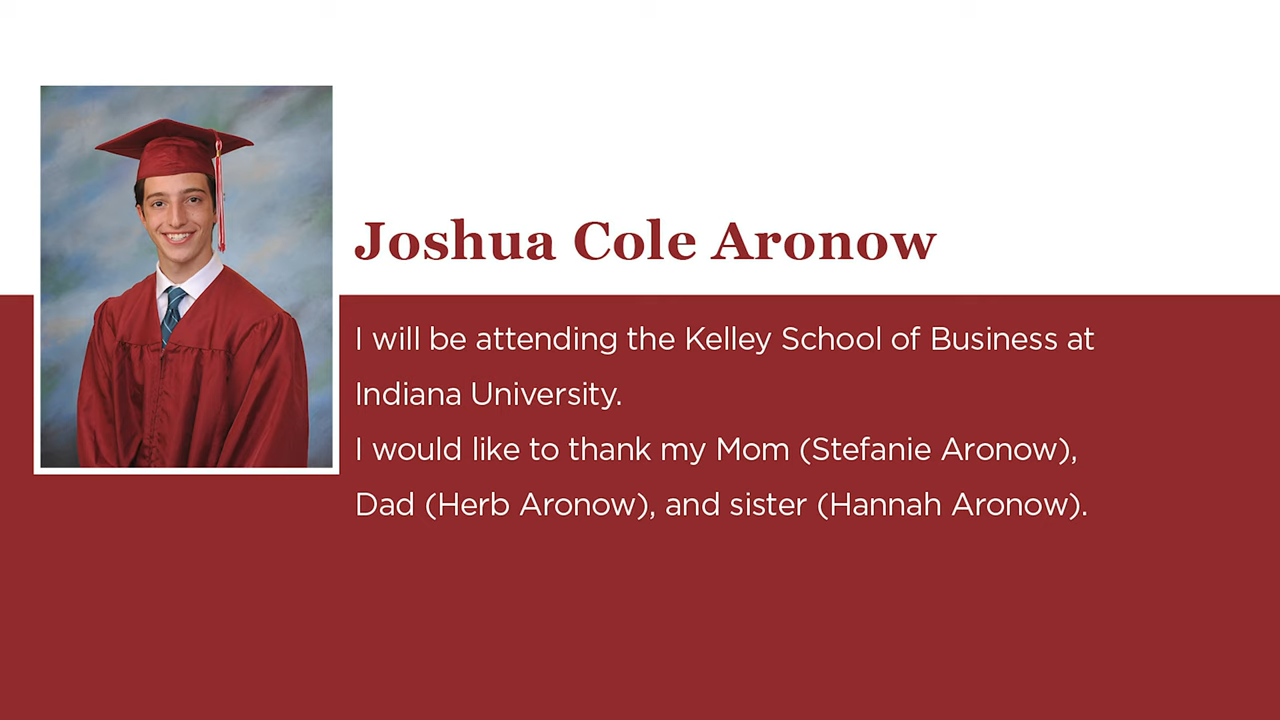 Joshua Cole Aronow
I will be attending the Kelley School of Business at
Indiana University.
I would like to thank my Mom (Stefanie Aronow),
Dad (Herb Aronow), and sister (Hannah Aronow).